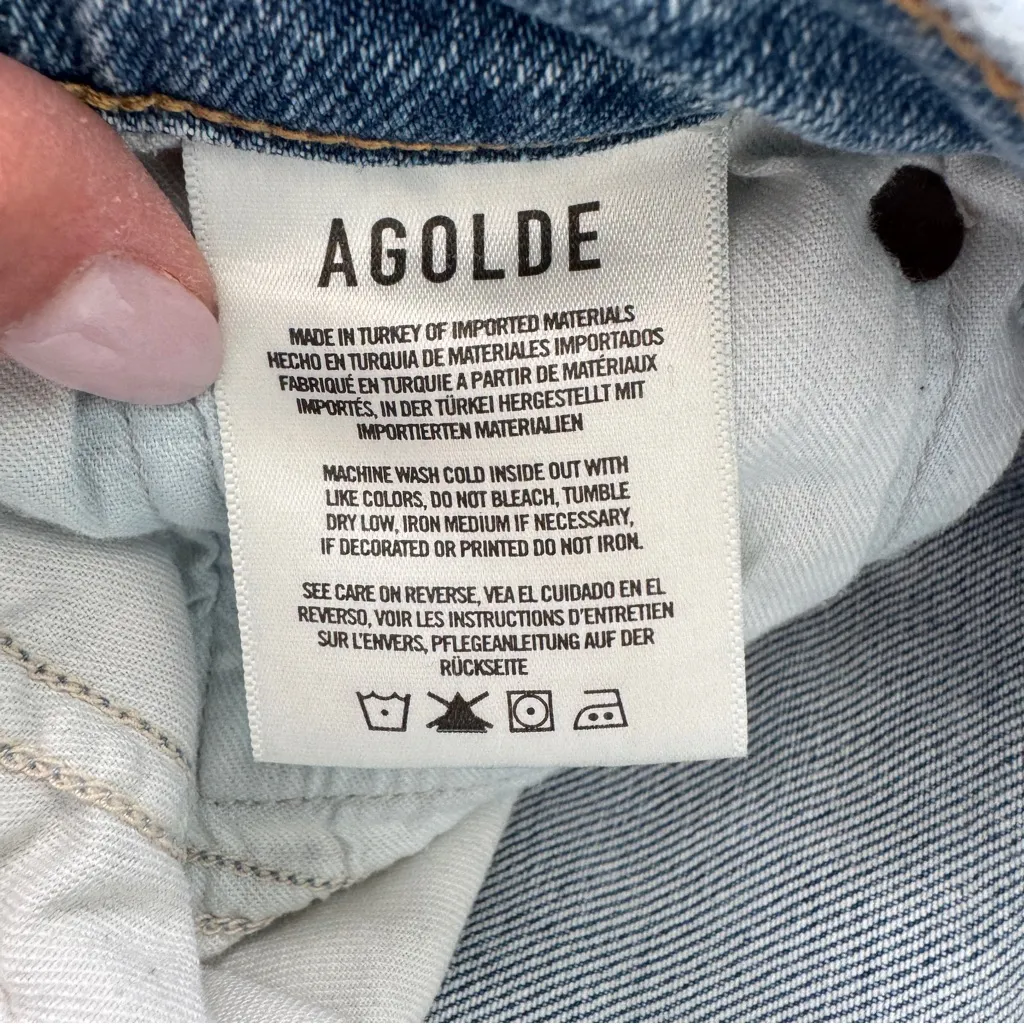 AGOLDE
MADE IN TURKEY OF IMPORTED MATERIALS
HECHO EN TURQUIA DE MATERIALES IMPORTADOS
FABRIQUÉ EN TURQUIE A PARTIR DE MATÉRIAUX
IMPORTÉS, IN DER TÜRKEI HERGESTELLT MIT
IMPORTIERTEN MATERIALIEN
MACHINE WASH COLD INSIDE OUT WITH
LIKE COLORS, DO NOT BLEACH, TUMBLE
DRY LOW, IRON MEDIUM IF NECESSARY,
IF DECORATED OR PRINTED DO NOT IRON.
SEE CARE ON REVERSE, VEA EL CUIDADO EN EL
REVERSO, VOIR LES INSTRUCTIONS D'ENTRETIEN
SUR L'ENVERS, PFLEGEANLEITUNG AUF DER
RÜCKSEITE